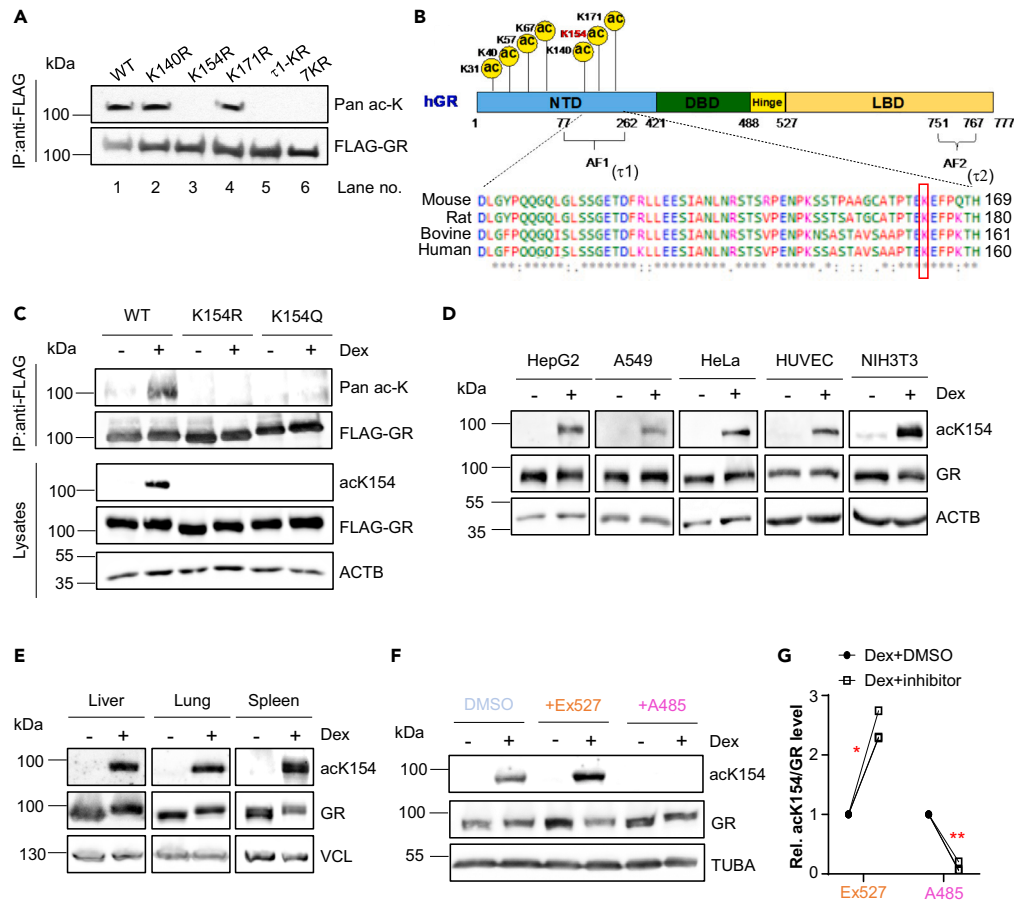 A
kDa
WT
K140R
K154R
K171R
τ1-KR
7KR
IP:anti-FLAG
100
Pan ac-K
100
FLAG-GR
1 2 3 4 5 6 Lane no.
B
K31 ac
K40 ac
K57 ac
K67 ac
K140 ac
K154 ac
K171 ac
hGR
NTD DBD Hinge LBD
1 77 262 421 488 527 751 767 777
AF1 (τ1)
AF2 (τ2)
Mouse DLGYPQQGQLGLSSGETDFRLLEESIANLNRSTSRPENPKSSTPAAGCATPTEKEFPQTH 169
Rat DLGFPQQGQLGLSSGETDFRLLEESIANLNRSTSVPENPKSSTSATGCATPTEKEFPKTH 180
Bovine DLGFPQQGQISLSSGETDFRLLEESIANLNRSTSVPENPKNSASTAVSAAPTEKEFPKTH 161
Human DLGFPQQGQISLSSGETDLKLLEESIANLNRSTSVPENPKSSASTAVSAAPTEKEFPKTH 160
C
WT K154R K154Q
kDa - + - + - + Dex
IP:anti-FLAG
100
Pan ac-K
100
FLAG-GR
Lysates
100
acK154
100
FLAG-GR
55
35
ACTB
D
HepG2 A549 HeLa HUVEC NIH3T3
kDa - + - + - + - + - + Dex
100
acK154
100
GR
55
35
ACTB
E
Liver Lung Spleen
kDa - + - + - + Dex
100
acK154
100
GR
130
VCL
F
DMSO +Ex527 +A485
kDa - + - + - + Dex
100
acK154
100
GR
55
TUBA
G
Dex+DMSO
Dex+inhibitor
Rel. acK154/GR level
3
2
1
0
*
**
Ex527 A485